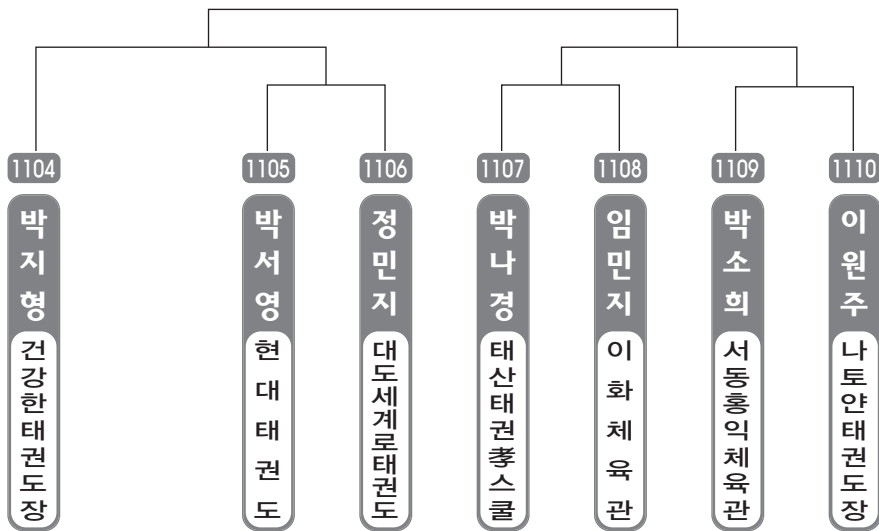 1104
박지형
건강한태권도장
1105
박서영
현대태권도
1106
정민지
대도세계로태권도
1107
박나경
태산태권孝스쿨
1108
임민지
이화체육관
1109
박소희
서동홍익체육관
1110
이원주
나토얀태권도장